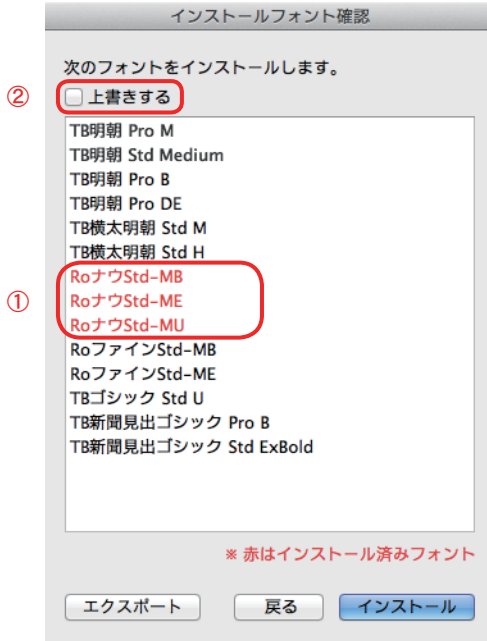 インストールフォント確認
次のフォントをインストールします。
② 上書きする
TB明朝 Pro M
TB明朝 Std Medium
TB明朝 Pro B
TB明朝 Pro DE
TB横太明朝 Std M
TB横太明朝 Std H
RoナウStd-MB
① RoナウStd-ME
RoナウStd-MU
RoファインStd-MB
RoファインStd-ME
TBゴシック Std U
TB新聞見出ゴシック Pro B
TB新聞見出ゴシック Std ExBold
※ 赤はインストール済みフォント
エクスポート 戻る インストール